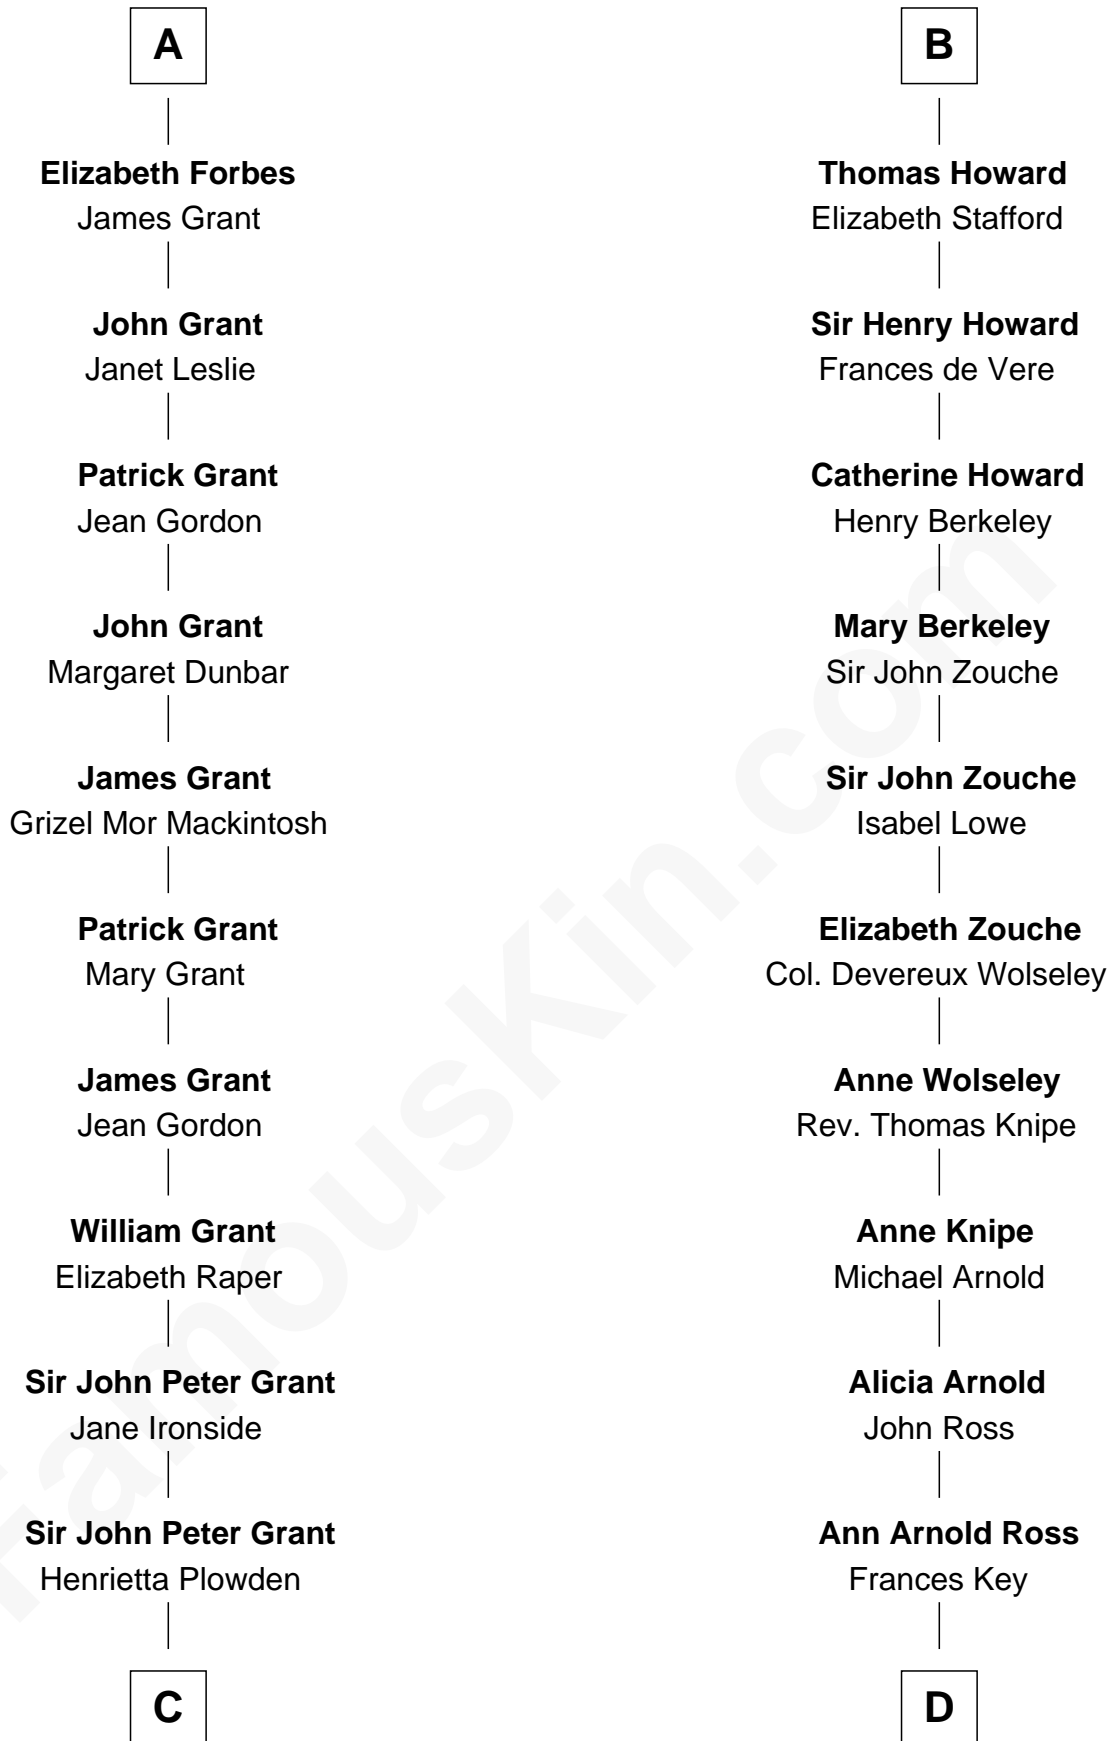 A
Elizabeth Forbes
James Grant
John Grant
Janet Leslie
Patrick Grant
Jean Gordon
John Grant
Margaret Dunbar
James Grant
Grizel Mor Mackintosh
Patrick Grant
Mary Grant
James Grant
Jean Gordon
William Grant
Elizabeth Raper
Sir John Peter Grant
Jane Ironside
Sir John Peter Grant
Henrietta Plowden
C
B
Thomas Howard
Elizabeth Stafford
Sir Henry Howard
Frances de Vere
Catherine Howard
Henry Berkeley
Mary Berkeley
Sir John Zouche
Sir John Zouche
Isabel Lowe
Elizabeth Zouche
Col. Devereux Wolseley
Anne Wolseley
Rev. Thomas Knipe
Anne Knipe
Michael Arnold
Alicia Arnold
John Ross
Ann Arnold Ross
Frances Key
D
FamousKin.com